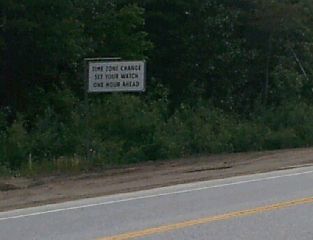 TIME ZONE CHANGE
SET YOUR WATCH
ONE HOUR AHEAD